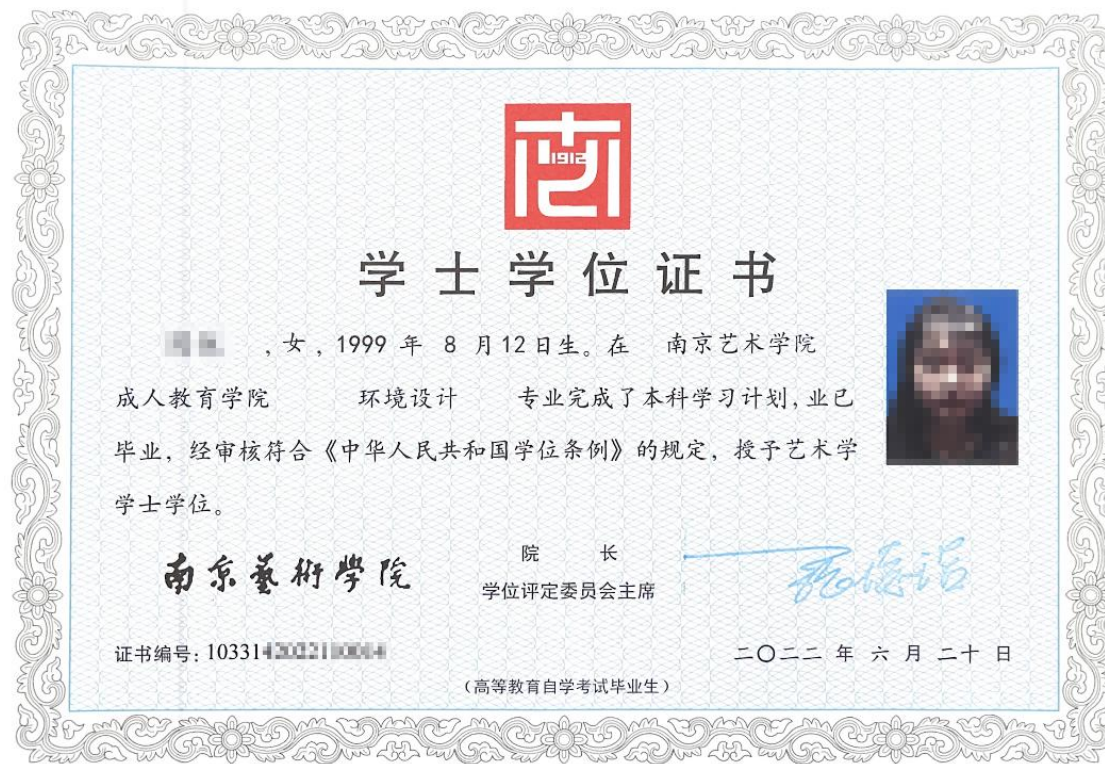 1912
学士学位证书
,女,1999 年 8 月12日生。在 南京艺术学院
成人教育学院 环境设计 专业完成了本科学习计划,业已
毕业,经审核符合《中华人民共和国学位条例》的规定,授予艺术学
学士学位。
南京藝術學院
院 长
学位评定委员会主席
证书编号:10331
二〇二二 年 六 月 二十 日
(高等教育自学考试毕业生)